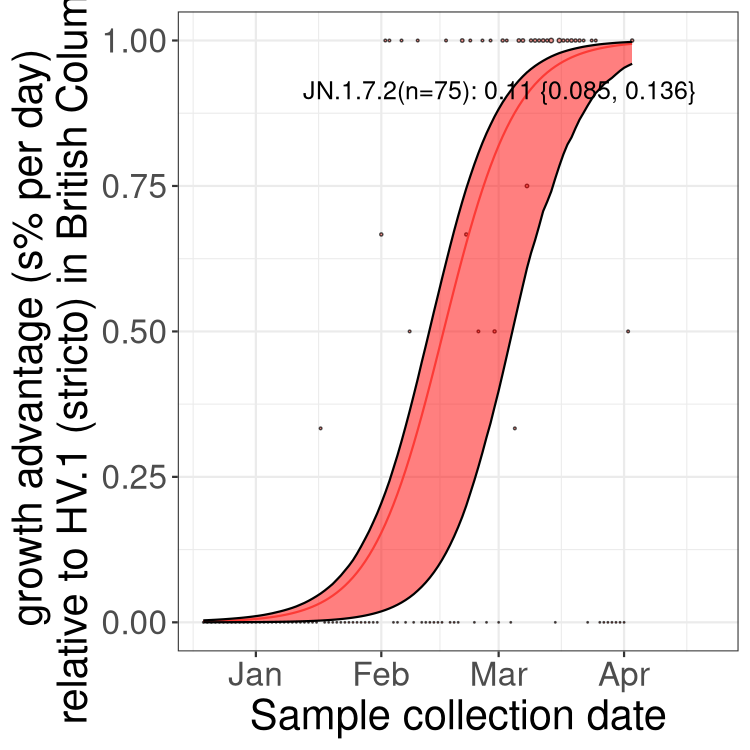 growth advantage (s% per day)
relative to HV.1 (stricto) in British Colum
1.00
0.75
0.50
0.25
0.00
JN.1.7.2(n=75): 0.11 {0.085, 0.136}
Jan Feb Mar Apr
Sample collection date